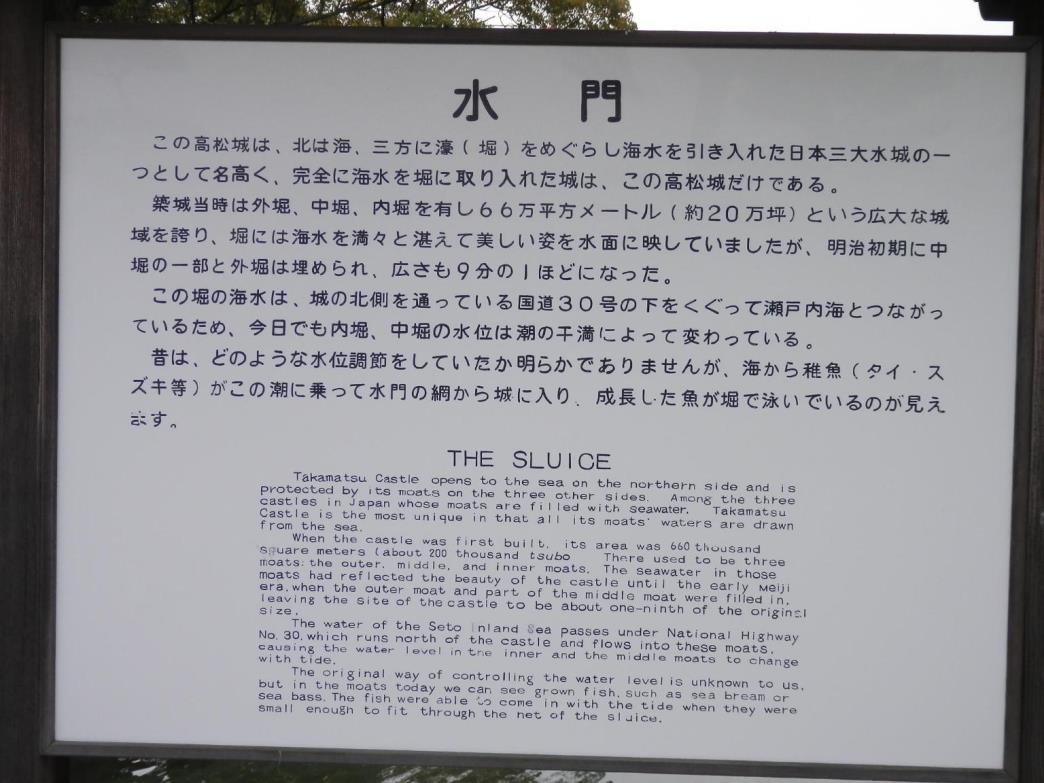 水 門
この高松城は、北は海、三方に濠(堀)をめぐらし海水を引き入れた日本三大水城の一
つとして名高く、完全に海水を堀に取り入れた城は、この高松城だけである。
築城当時は外堀、中堀、内堀を有し66万平方メートル(約20万坪)という広大な城
域を誇り、堀には海水を満々と湛えて美しい姿を水面に映していましたが、明治初期に中
堀の一部と外堀は埋められ、広さも9分の1ほどになった。
この堀の海水は、城の北側を通っている国道30号の下をくぐって瀬戸内海とつながっ
ているため、今日でも内堀、中堀の水位は潮の干満によって変わっている。
昔は、どのような水位調節をしていたか明らかでありませんが、海から稚魚(タイ・ス
ズキ等)がこの潮に乗って水門の網から城に入り、成長した魚が堀で泳いでいるのが見え
ます。
THE SLUICE
Takamatsu Castle opens to the sea on the northern side and is
protected by its moats on the three other sides. Among the three
castles in Japan whose moats are filled with seawater. Takamatsu
Castle is the most unique in that all its moats' waters are drawn
from the sea.
When the castle was first built, its area was 660 thousand
square meters (about 200 thousand tsubo There used to be three
moats: the outer, middle, and inner moats. The seawater in those
moats had reflected the beauty of the castle until the early Meiji
era, when the outer moat and part of the middle moat were filled in,
leaving the site of the castle to be about one-ninth of the original
size.
The water of the Seto Inland Sea passes under National Highway
No. 30, which runs north of the castle and flows into these moats,
causing the water level in the inner and the middle moats to change
with tide.
The original way of controlling the water level is unknown to us,
but in the moats today we can see grown fish, such as sea bream or
sea bass. The fish were able to come in with the tide when they were
small enough to fit through the net of the sluice.